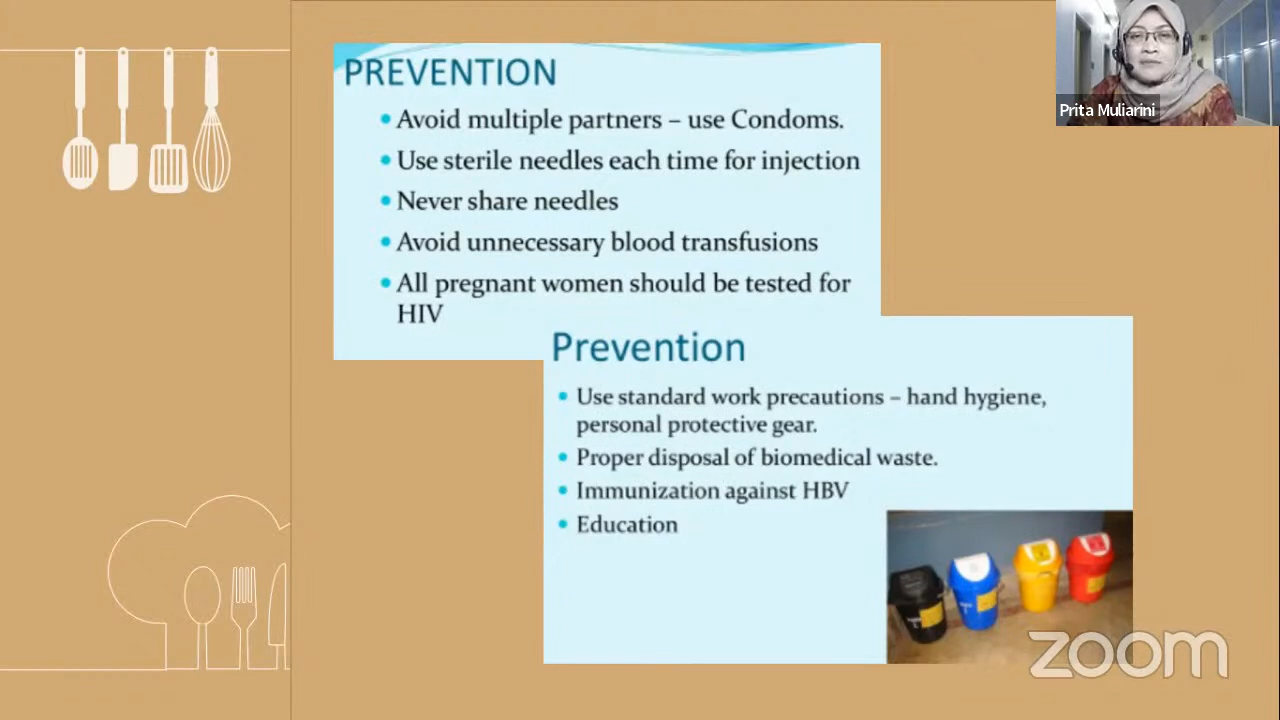 Prita Muliarini
PREVENTION
• Avoid multiple partners – use Condoms.
• Use sterile needles each time for injection
• Never share needles
• Avoid unnecessary blood transfusions
• All pregnant women should be tested for
HIV
Prevention
• Use standard work precautions – hand hygiene,
personal protective gear.
• Proper disposal of biomedical waste.
• Immunization against HBV
• Education
zoom